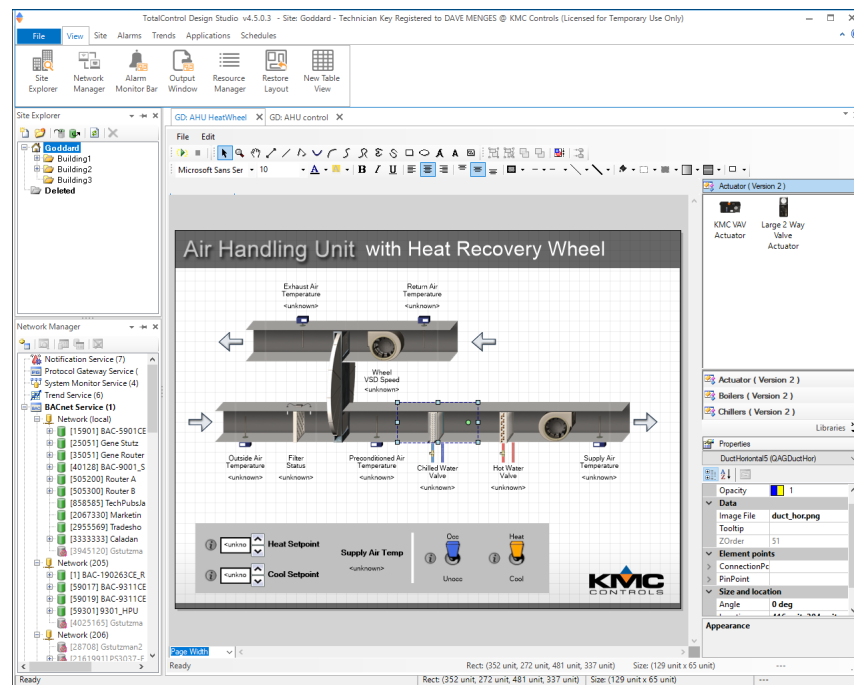 TotalControl Design Studio v4.5.0.3 - Site: Goddard - Technician Key Registered to DAVE MENGES @ KMC Controls (Licensed for Temporary Use Only)
File View Site Alarms Trends Applications Schedules
Site Explorer
Network Manager
Alarm Monitor Bar
Output Window
Resource Manager
Restore Layout
New Table View
Site Explorer
Goddard
Building1
Building2
Building3
Deleted
Network Manager
Notification Service (7)
Protocol Gateway Service (
System Monitor Service (4)
Trend Service (6)
BACnet Service (1)
Network (local)
[15901] BAC-5901CE
[25051] Gene Stutz
[35051] Gene Router
[40128] BAC-9001_S
[505200] Router A
[505300] Router B
[858585] TechPubsJa
[2067330] Marketin
[2955569] Tradesho
[3333333] Caladan
[3945120] Gstutzma
Network (205)
[1] BAC-190263CE_R
[59017] BAC-9311CE
[59019] BAC-9311CE
[59301] 9301_HPU
[4025165] Gstutzma
Network (206)
[28708] Gstutzman2
Ready
GD: AHU HeatWheel
GD: AHU control
File Edit
Microsoft Sans Ser 10
A B I U
Air Handling Unit with Heat Recovery Wheel
Exhaust Air Temperature
<unknown>
Return Air Temperature
<unknown>
Wheel VSD Speed
<unknown>
Outside Air Temperature
<unknown>
Filter Status
<unknown>
Preconditioned Air Temperature
<unknown>
Chilled Water Valve
<unknown>
Hot Water Valve
<unknown>
Supply Air Temperature
<unknown>
<unkno Heat Setpoint
<unkno Cool Setpoint
Supply Air Temp
<unknown>
Occ
Unocc
Heat
Cool
KMC
CONTROLS
Page Width
Ready
Rect: (352 unit, 272 unit, 481 unit, 337 unit) Size: (129 unit x 65 unit) ---
Rect: (352 unit, 272 unit, 481 unit, 337 unit) Size: (129 unit x 65 unit) ---
Actuator ( Version 2 )
KMC VAV Actuator
Large 2 Way Valve Actuator
Actuator ( Version 2 )
Boilers ( Version 2 )
Chillers ( Version 2 )
Libraries
Properties
DuctHorizontal5 (QAGDuctHor)
Opacity 1
Data
Image File duct_hor.png
Tooltip
ZOrder 51
Element points
ConnectionPc
PinPoint
Size and location
Angle 0 deg
Appearance